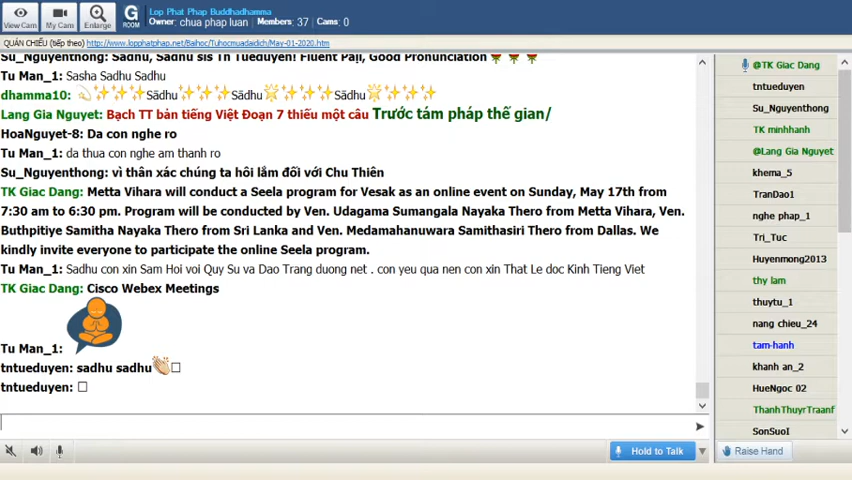 View Cam
My Cam
Enlarge
G
ROOM
Lop Phat Phap Buddhadhamma
Owner: chua phap luan Members: 37 Cams: 0
QUÁN CHIẾU (tiếp theo) http://www.lopphatphap.net/Baihoc/Tuhocmuadaidich/May-01-2020.htm
Su_Nguyenthong: Sadhu, Sadhu sis Tn Tueduyen! Fluent Pali, Good Pronunciation
Tu Man_1: Sasha Sadhu Sadhu
dhamma10: Sādhu Sādhu Sādhu
Lang Gia Nguyet: Bạch TT bản tiếng Việt Đoạn 7 thiếu một câu Trước tám pháp thế gian/
HoaNguyet-8: Da con nghe ro
Tu Man_1: da thua con nghe am thanh ro
Su_Nguyenthong: vì thân xác chúng ta hôi lắm đối với Chu Thiên
TK Giac Dang: Metta Vihara will conduct a Seela program for Vesak as an online event on Sunday, May 17th from
7:30 am to 6:30 pm. Program will be conducted by Ven. Udagama Sumangala Nayaka Thero from Metta Vihara, Ven.
Buthpitiye Samitha Nayaka Thero from Sri Lanka and Ven. Medamahanuwara Samithasiri Thero from Dallas. We
kindly invite everyone to participate the online Seela program.
Tu Man_1: Sadhu con xin Sam Hoi voi Quy Su va Dao Trang duong net . con yeu qua nen con xin That Le doc Kinh Tieng Viet
TK Giac Dang: Cisco Webex Meetings
Tu Man_1:
tntueduyen: sadhu sadhu
tntueduyen:
@TK Giac Dang
tntueduyen
Su_Nguyenthong
TK minhhanh
@Lang Gia Nguyet
khema_5
TranDao1
nghe phap_1
Tri_Tuc
Huyenmong2013
thy lam
thuytu_1
nang chieu_24
tam-hanh
khanh an_2
HueNgoc 02
ThanhThuyrTraanf
SonSuoI
Hold to Talk
Raise Hand